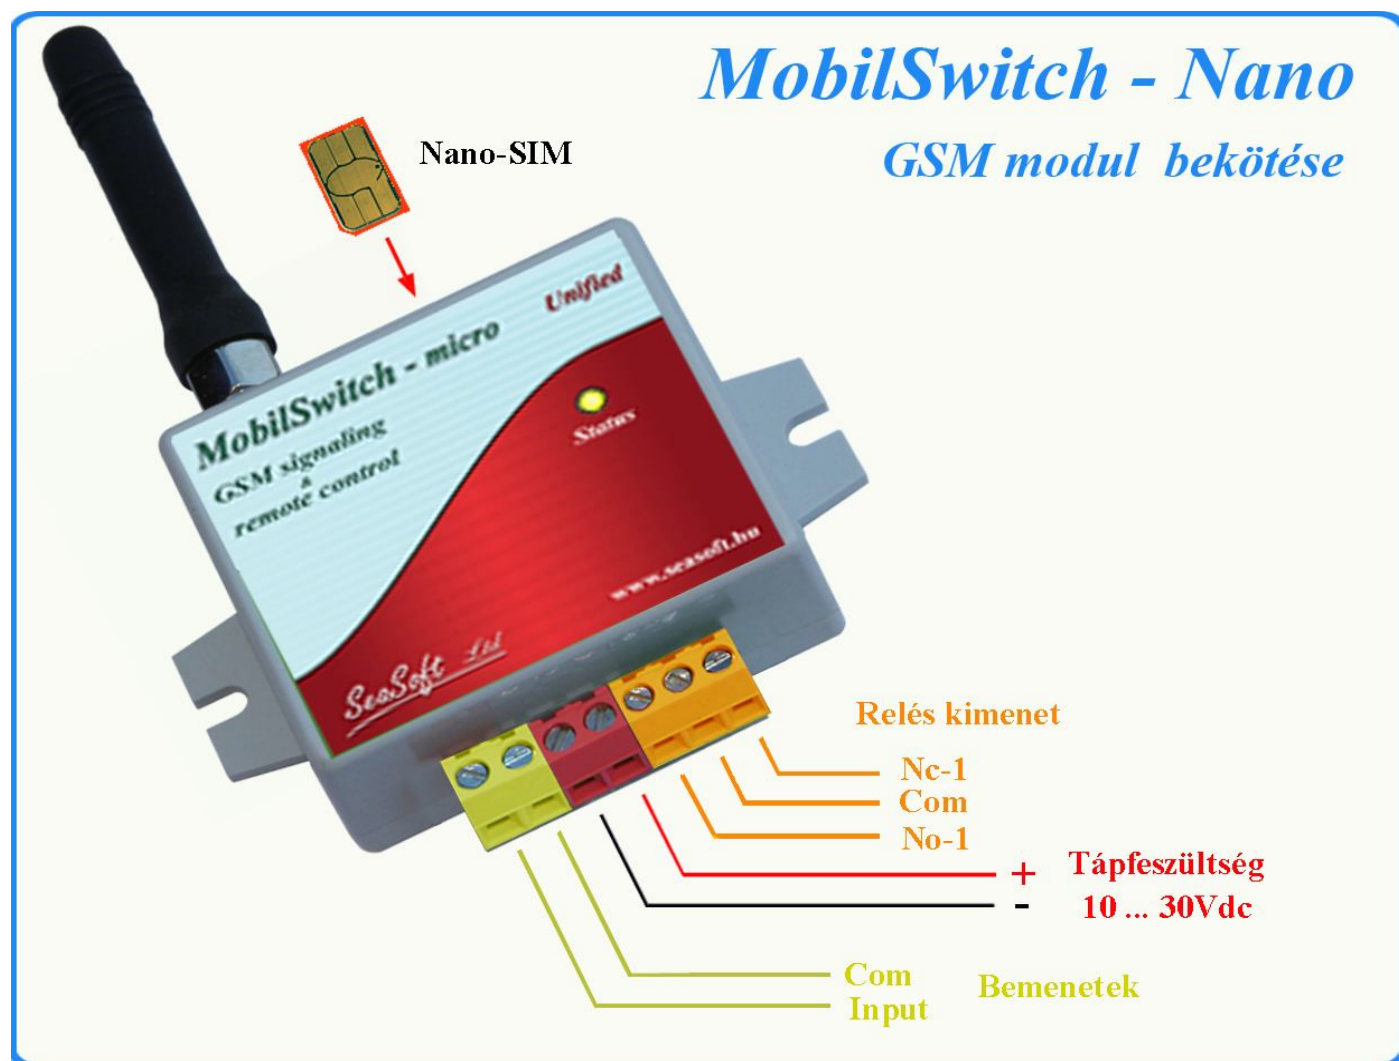 MobilSwitch - Nano
GSM modul bekötése
Nano-SIM
Unified
MobilSwitch - micro
GSM signaling
&
remote control
Status
www.seasoft.hu
SeaSoft Ltd
Relés kimenet
Nc-1
Com
No-1
+ Tápfeszültség
- 10 ... 30Vdc
Com
Input
Bemenetek